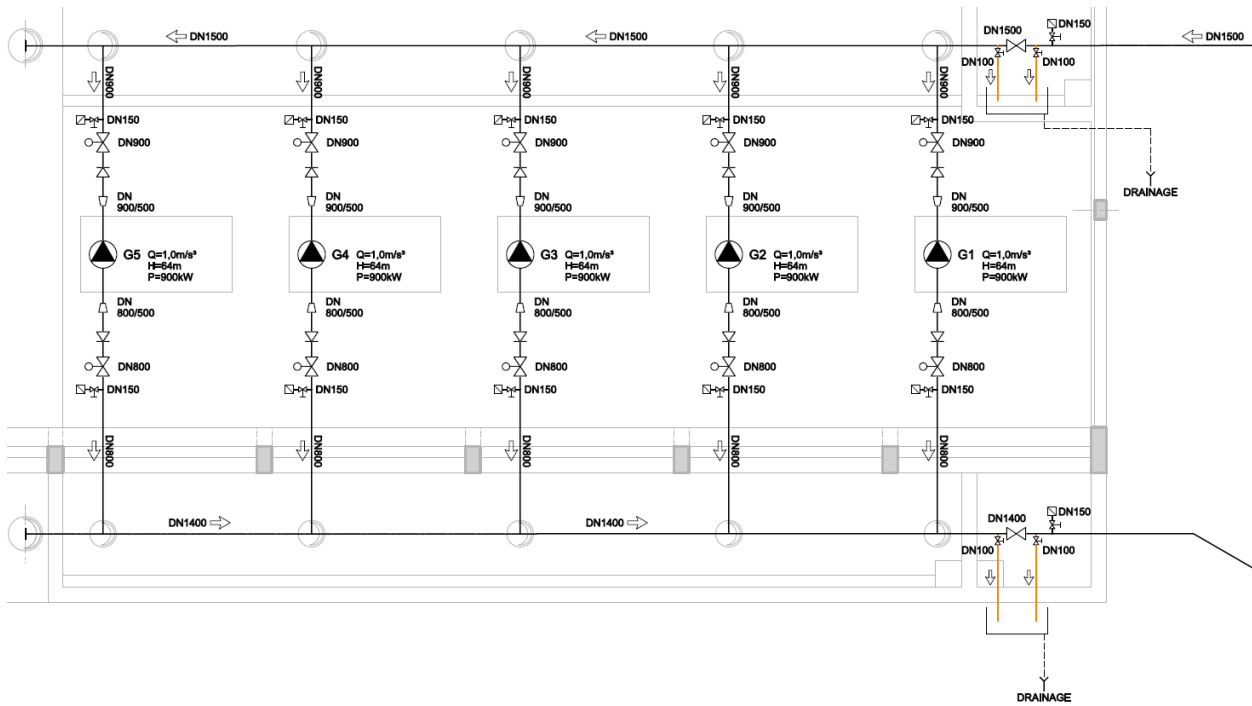 DN1500
DN1500
DN1500
DN150
DN1500
DN100
DN100
DN900
DN900
DN900
DN900
DN900
DN150
DN150
DN150
DN150
DN150
DN900
DN900
DN900
DN900
DN900
DRAINAGE
DN
900/500
DN
900/500
DN
900/500
DN
900/500
DN
900/500
G5 Q=1,0m/s³
H=64m
P=900kW
G4 Q=1,0m/s³
H=64m
P=900kW
G3 Q=1,0m/s³
H=64m
P=900kW
G2 Q=1,0m/s³
H=64m
P=900kW
G1 Q=1,0m/s³
H=64m
P=900kW
DN
800/500
DN
800/500
DN
800/500
DN
800/500
DN
800/500
DN800
DN800
DN800
DN800
DN800
DN150
DN150
DN150
DN150
DN150
DN800
DN800
DN800
DN800
DN800
DN1400
DN1400
DN1400
DN150
DN100
DN100
DRAINAGE